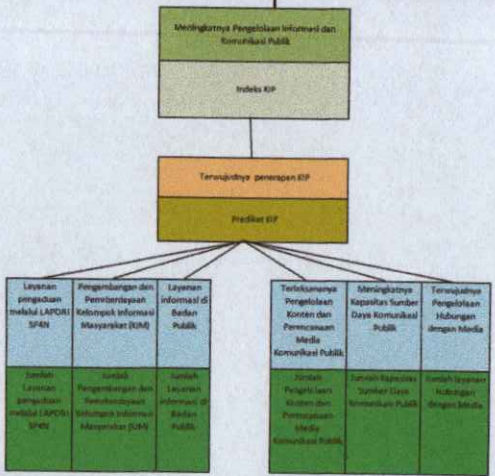 Meningkatnya Pengelolaan Informasi dan
Komunikasi Publik
Indeks KIP
Terwujudnya penerapan KIP
Predikat KIP
Layanan
pengaduan
melalui LAPOR!
SP4N
Pengembangan dan
Pemberdayaan
Kelompok Informasi
Masyarakat (KIM)
Layanan
informasi di
Badan
Publik
Terlaksananya
Pengelolaan
Konten dan
Perencanaan
Media
Komunikasi Publik
Meningkatnya
Kapasitas Sumber
Daya Komunikasi
Publik
Terwujudnya
Pengelolaan
Hubungan
dengan Media
Jumlah
Layanan
pengaduan
melalui LAPOR!
SP4N
Jumlah
Pengembangan dan
Pemberdayaan
Kelompok Informasi
Masyarakat (KIM)
Jumlah
Layanan
informasi di
Badan
Publik
Jumlah
Pengelolaan
Konten dan
Perencanaan
Media
Komunikasi Publik
Jumlah Kapasitas
Sumber Daya
Komunikasi Publik
Jumlah layanan
Hubungan
dengan Media